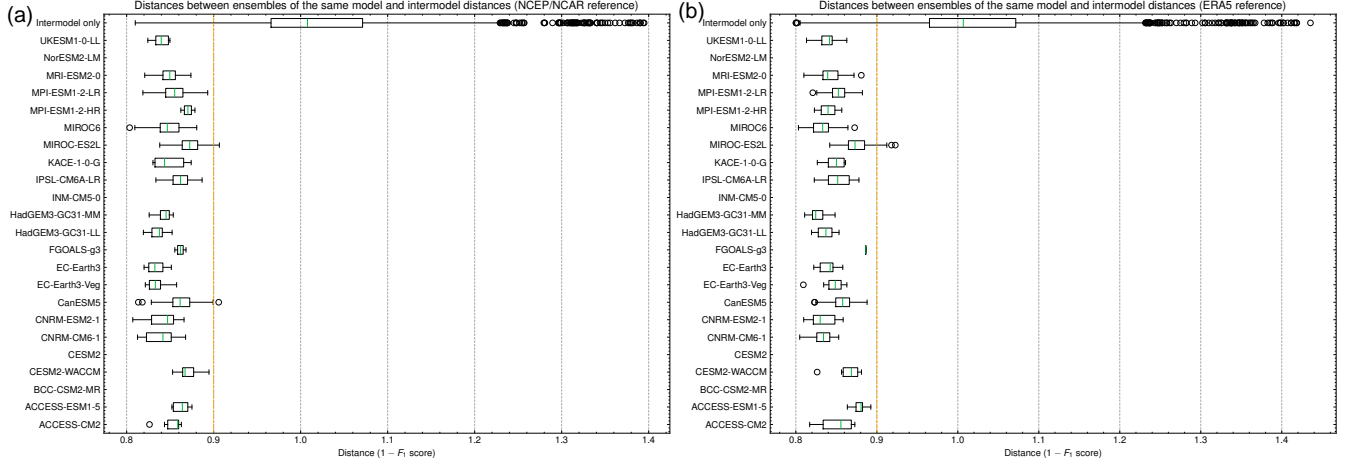 (a)
Distances between ensembles of the same model and intermodel distances (NCEP/NCAR reference)
Intermodel only
UKESM1-0-LL
NorESM2-LM
MRI-ESM2-0
MPI-ESM1-2-LR
MPI-ESM1-2-HR
MIROC6
MIROC-ES2L
KACE-1-0-G
IPSL-CM6A-LR
INM-CM5-0
HadGEM3-GC31-MM
HadGEM3-GC31-LL
FGOALS-g3
EC-Earth3
EC-Earth3-Veg
CanESM5
CNRM-ESM2-1
CNRM-CM6-1
CESM2
CESM2-WACCM
BCC-CSM2-MR
ACCESS-ESM1-5
ACCESS-CM2
0.8 0.9 1.0 1.1 1.2 1.3 1.4
Distance (1 − F₁ score)
(b)
Distances between ensembles of the same model and intermodel distances (ERA5 reference)
Intermodel only
UKESM1-0-LL
NorESM2-LM
MRI-ESM2-0
MPI-ESM1-2-LR
MPI-ESM1-2-HR
MIROC6
MIROC-ES2L
KACE-1-0-G
IPSL-CM6A-LR
INM-CM5-0
HadGEM3-GC31-MM
HadGEM3-GC31-LL
FGOALS-g3
EC-Earth3
EC-Earth3-Veg
CanESM5
CNRM-ESM2-1
CNRM-CM6-1
CESM2
CESM2-WACCM
BCC-CSM2-MR
ACCESS-ESM1-5
ACCESS-CM2
0.8 0.9 1.0 1.1 1.2 1.3 1.4
Distance (1 − F₁ score)